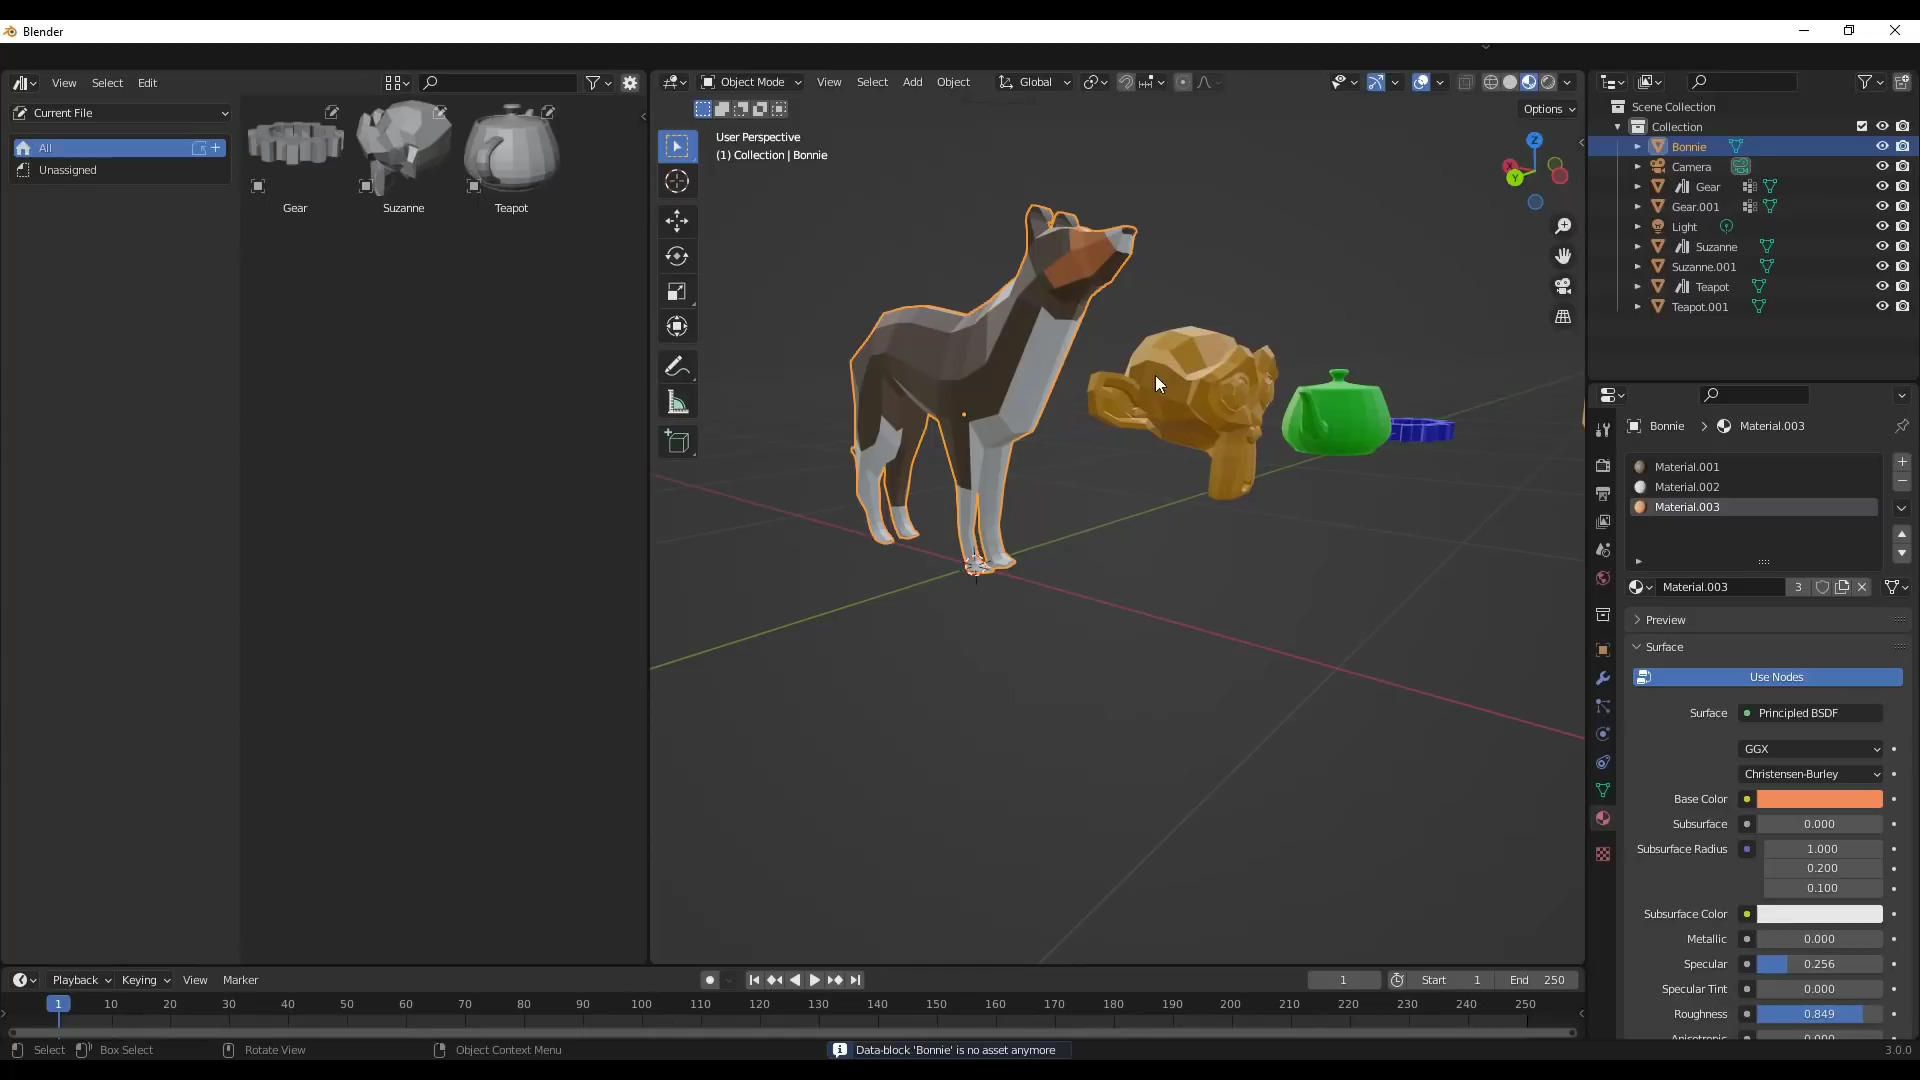 Blender
View Select Edit
Object Mode View Select Add Object Global
Current File
Options
All
Unassigned
Gear Suzanne Teapot
User Perspective
(1) Collection | Bonnie
Z
X
Y
Scene Collection
Collection
Bonnie
Camera
Gear
Gear.001
Light
Suzanne
Suzanne.001
Teapot
Teapot.001
Bonnie > Material.003
Material.001
Material.002
Material.003
Material.003 3
Preview
Surface
Use Nodes
Surface Principled BSDF
GGX
Christensen-Burley
Base Color
Subsurface 0.000
Subsurface Radius 1.000
0.200
0.100
Subsurface Color
Metallic 0.000
Specular 0.256
Specular Tint 0.000
Roughness 0.849
Playback Keying View Marker
1 Start 1 End 250
1 10 20 30 40 50 60 70 80 90 100 110 120 130 140 150 160 170 180 190 200 210 220 230 240 250
Select Box Select Rotate View Object Context Menu
Data-block 'Bonnie' is no asset anymore
3.0.0